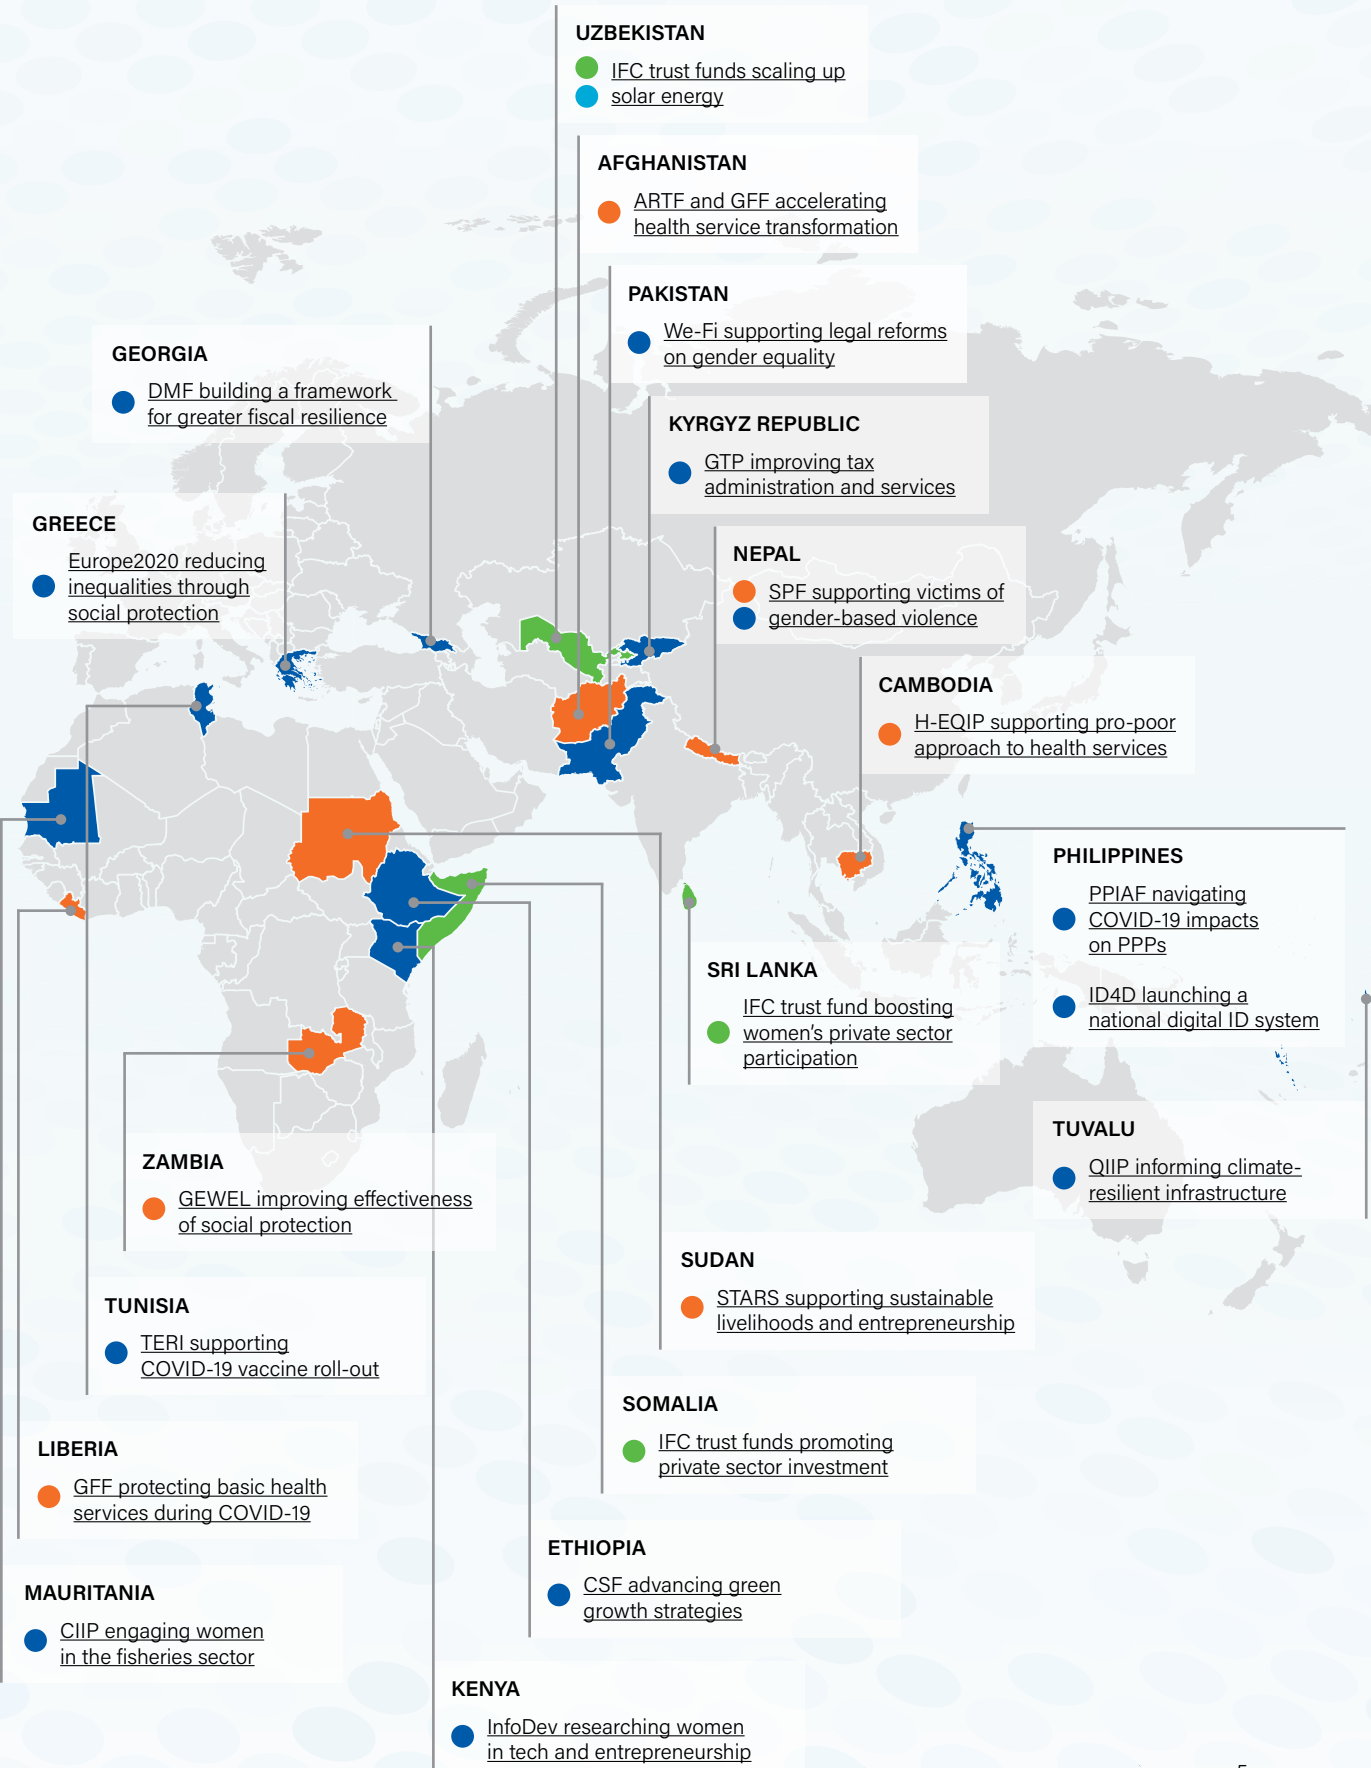 UZBEKISTAN
IFC trust funds scaling up
solar energy
AFGHANISTAN
ARTF and GFF accelerating
health service transformation
PAKISTAN
We-Fi supporting legal reforms
on gender equality
GEORGIA
DMF building a framework
for greater fiscal resilience
KYRGYZ REPUBLIC
GTP improving tax
administration and services
GREECE
Europe2020 reducing
inequalities through
social protection
NEPAL
SPF supporting victims of
gender-based violence
CAMBODIA
H-EQIP supporting pro-poor
approach to health services
PHILIPPINES
PPIAF navigating
COVID-19 impacts
on PPPs
ID4D launching a
national digital ID system
SRI LANKA
IFC trust fund boosting
women's private sector
participation
TUVALU
QIIP informing climate-
resilient infrastructure
ZAMBIA
GEWEL improving effectiveness
of social protection
SUDAN
STARS supporting sustainable
livelihoods and entrepreneurship
TUNISIA
TERI supporting
COVID-19 vaccine roll-out
SOMALIA
IFC trust funds promoting
private sector investment
LIBERIA
GFF protecting basic health
services during COVID-19
ETHIOPIA
CSF advancing green
growth strategies
MAURITANIA
CIIP engaging women
in the fisheries sector
KENYA
InfoDev researching women
in tech and entrepreneurship